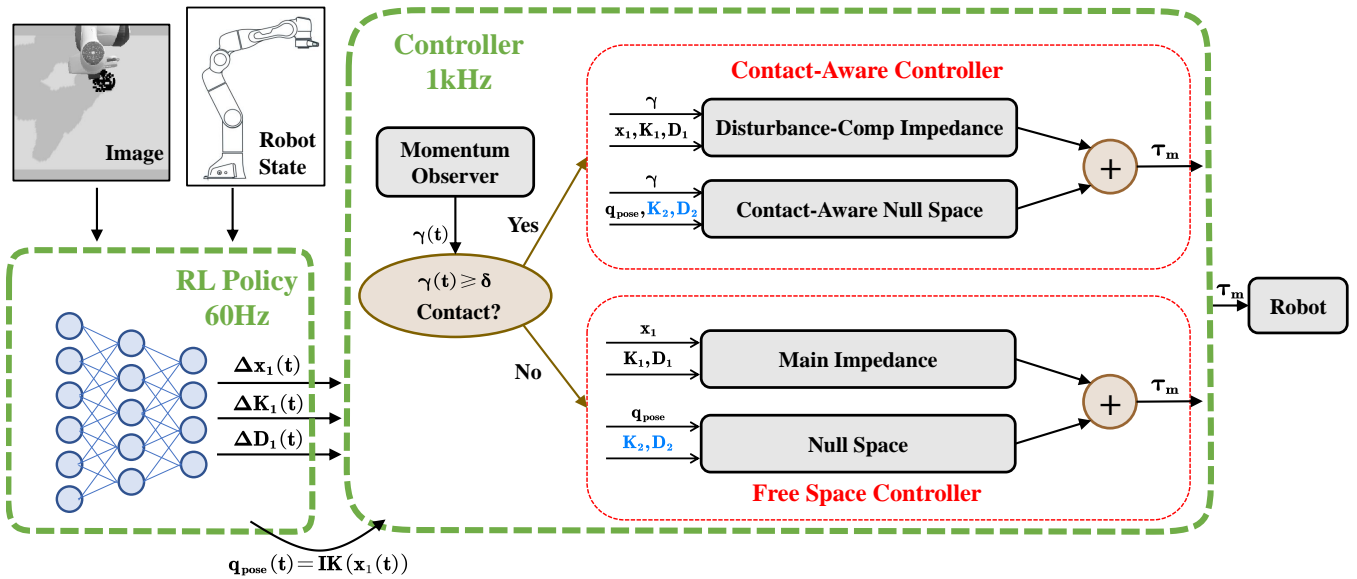 Image
Robot
State
RL Policy
60Hz
Δx₁(t)
ΔK₁(t)
ΔD₁(t)
q_pose(t)=IK(x₁(t))
Controller
1kHz
Momentum
Observer
γ(t)
γ(t)≥δ
Contact?
Yes
No
Contact-Aware Controller
γ
x₁,K₁,D₁
Disturbance-Comp Impedance
γ
q_pose,K₂,D₂
Contact-Aware Null Space
+
τ_m
x₁
K₁,D₁
Main Impedance
q_pose
K₂,D₂
Null Space
+
τ_m
Free Space Controller
τ_m
Robot